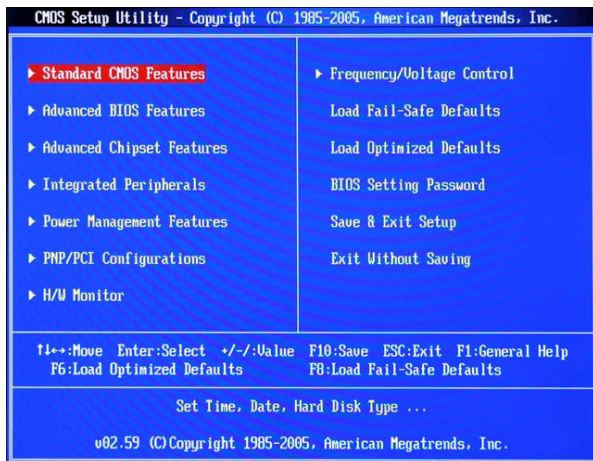 CMOS Setup Utility - Copyright (C) 1985-2005, American Megatrends, Inc.
▶ Standard CMOS Features
▶ Advanced BIOS Features
▶ Advanced Chipset Features
▶ Integrated Peripherals
▶ Power Management Features
▶ PNP/PCI Configurations
▶ H/W Monitor
▶ Frequency/Voltage Control
Load Fail-Safe Defaults
Load Optimized Defaults
BIOS Setting Password
Save & Exit Setup
Exit Without Saving
↑↓←→:Move Enter:Select +/-/:Value F10:Save ESC:Exit F1:General Help
F6:Load Optimized Defaults F8:Load Fail-Safe Defaults
Set Time, Date, Hard Disk Type ...
v02.59 (C)Copyright 1985-2005, American Megatrends, Inc.